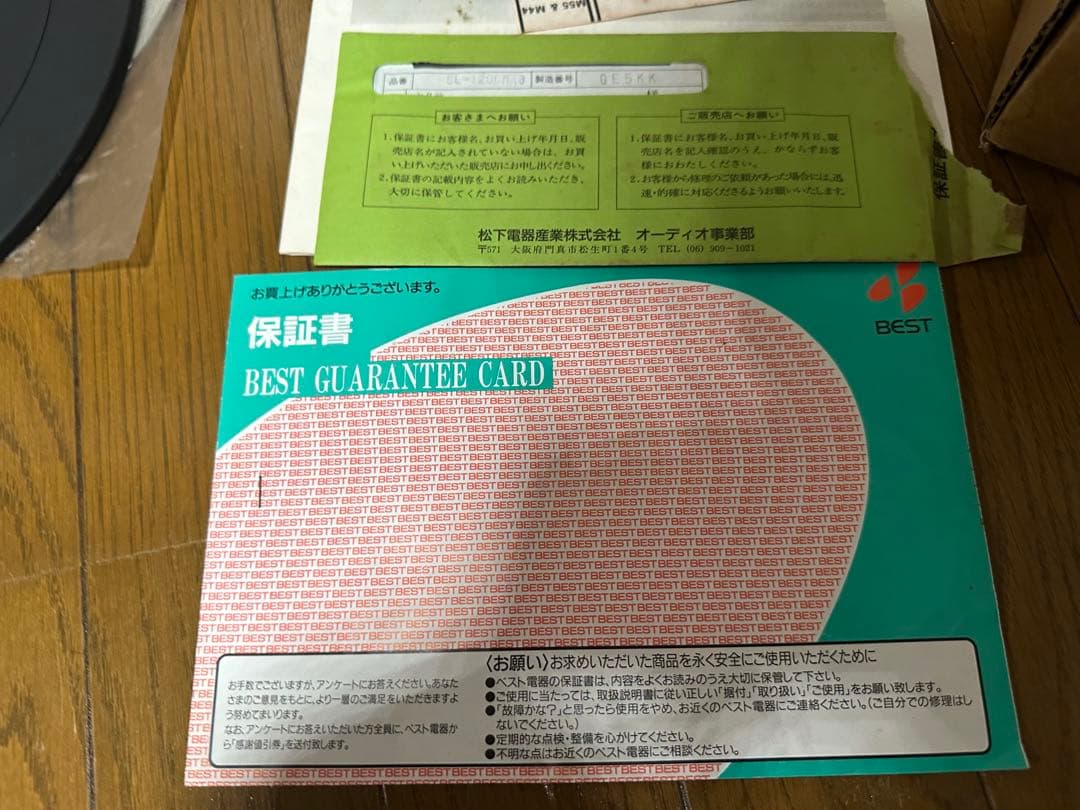 M55 & M44
品番 SL-1200MK3 製造番号 GE5KK
お客さまへお願い
1.保証書にお客様名、お買い上げ年月日、販
売店名が記入されていない場合は、お買
い上げいただいた販売店にお申し出ください。
2.保証書の記載内容をよくお読みいただき、
大切に保管してください。
ご販売店へお願い
1.保証書にお客様名、お買い上げ年月日、販
売店名を記入確認のうえ、かならずお客
様におわたしください。
2.お客様から修理のご依頼があった場合には、迅
速・的確に対応くださるようお願いいたします。
保証書
松下電器産業株式会社 オーディオ事業部
〒571 大阪府門真市松生町1番4号 TEL (06) 909-1021
お買上げありがとうございます。
保証書
BEST GUARANTEE CARD
BEST
お手数でございますが、アンケートにお答えください。あなた
さまのご意見をもとに、より一層のご満足をいただきますよ
う努めてまいります。
なお、アンケートにお答えいただいた方全員に、ベスト電器か
ら「感謝値引券」を送付致します。
〈お願い〉お求めいただいた商品を永く安全にご使用いただくために
●ベスト電器の保証書は、内容をよくお読みのうえ大切に保管して下さい。
●ご使用に当たっては、取扱説明書に従い正しい「据付」「取り扱い」「ご使用」をお願い致します。
●「故障かな?」と思ったら使用をやめ、お近くのベスト電器にご連絡ください。(ご自分での修理はし
ないでください。)
●定期的な点検・整備を心がけてください。
●不明な点はお近くのベスト電器にご相談ください。